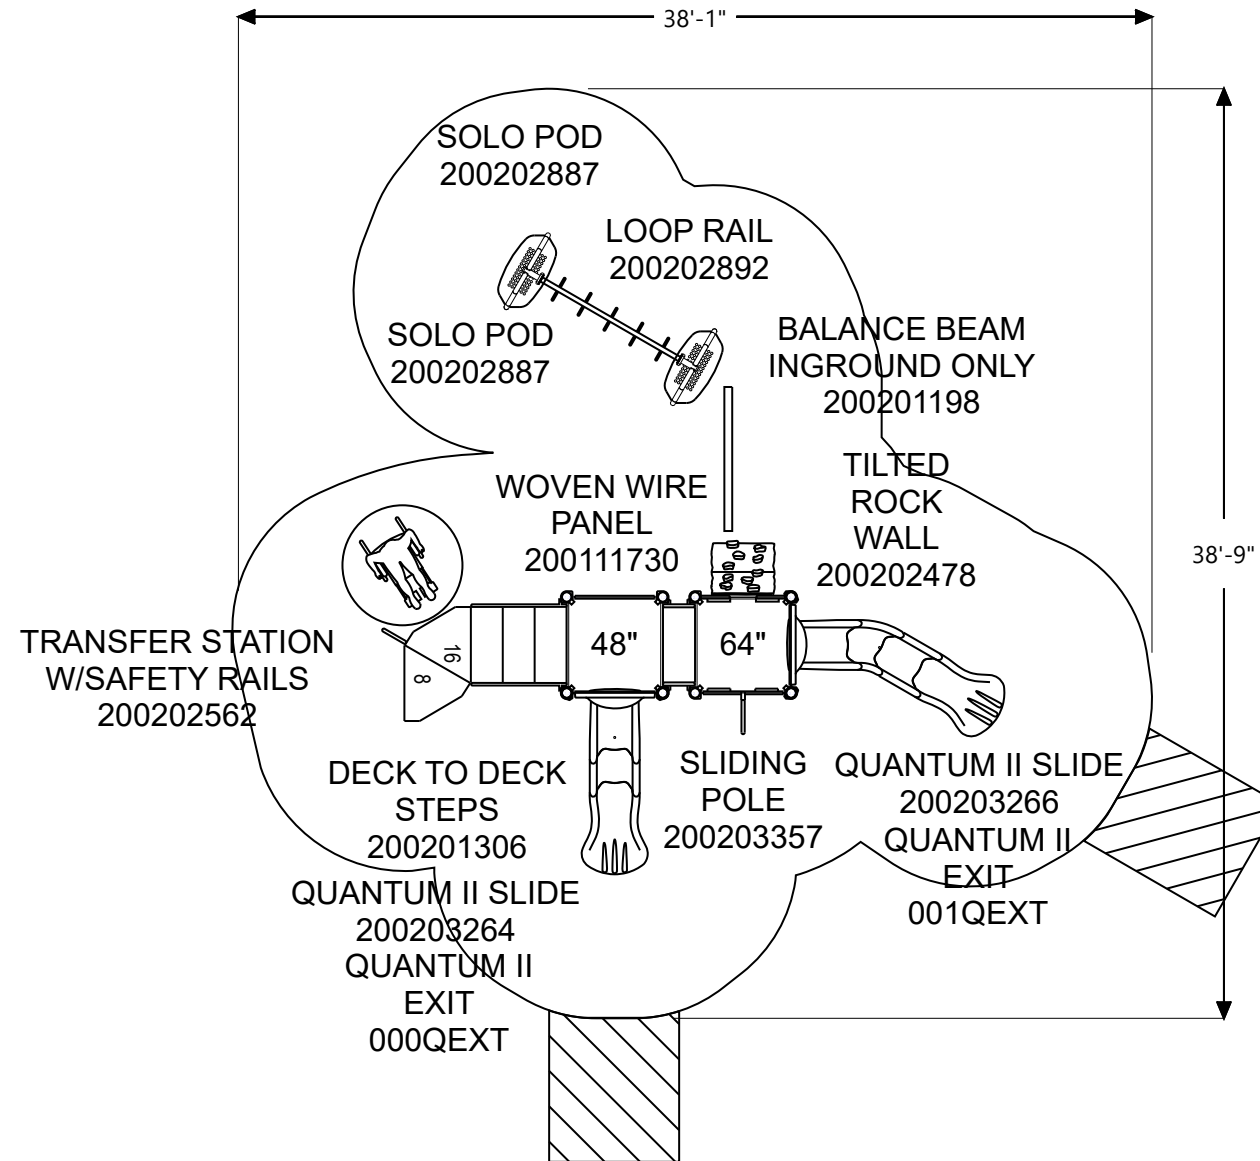 38'-1"
SOLO POD
200202887
LOOP RAIL
200202892
SOLO POD
200202887
BALANCE BEAM
INGROUND ONLY
200201198
TILTED
ROCK
WALL
200202478
WOVEN WIRE
PANEL
200111730
38'-9"
TRANSFER STATION
W/SAFETY RAILS
200202562
16
8
48"
64"
DECK TO DECK
STEPS
200201306
SLIDING
POLE
200203357
QUANTUM II SLIDE
200203266
QUANTUM II
EXIT
001QEXT
QUANTUM II SLIDE
200203264
QUANTUM II
EXIT
000QEXT